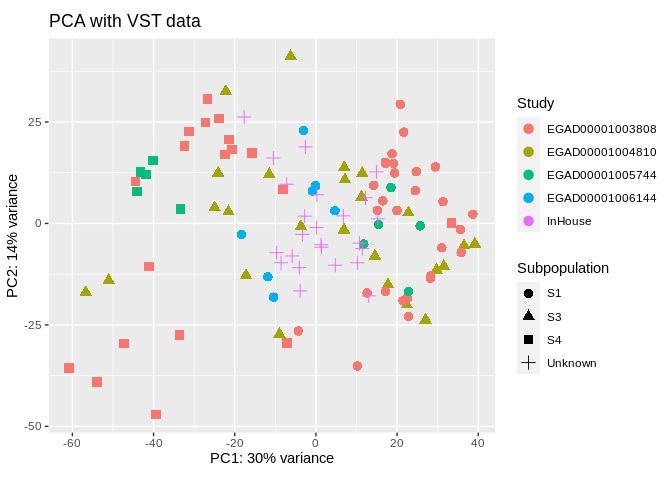 PCA with VST data
PC2: 14% variance
25
0
-25
-50
-60
-40
-20
0
20
40
PC1: 30% variance
Study
EGAD00001003808
EGAD00001004810
EGAD00001005744
EGAD00001006144
InHouse
Subpopulation
S1
S3
S4
Unknown